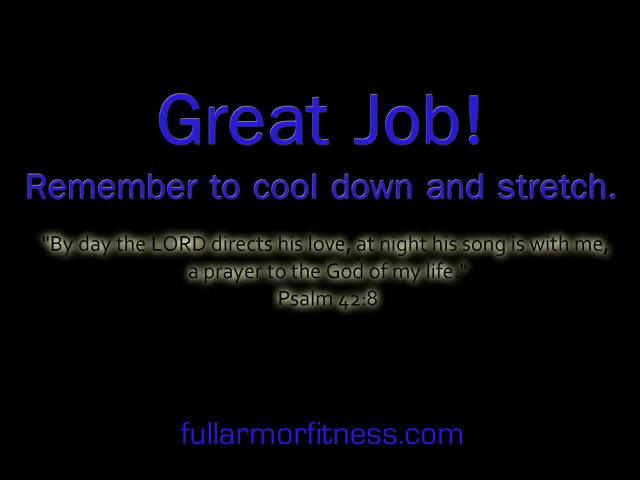 Great Job!
Remember to cool down and stretch.
"By day the LORD directs his love, at night his song is with me,
a prayer to the God of my life."
Psalm 42:8
fullarmorfitness.com